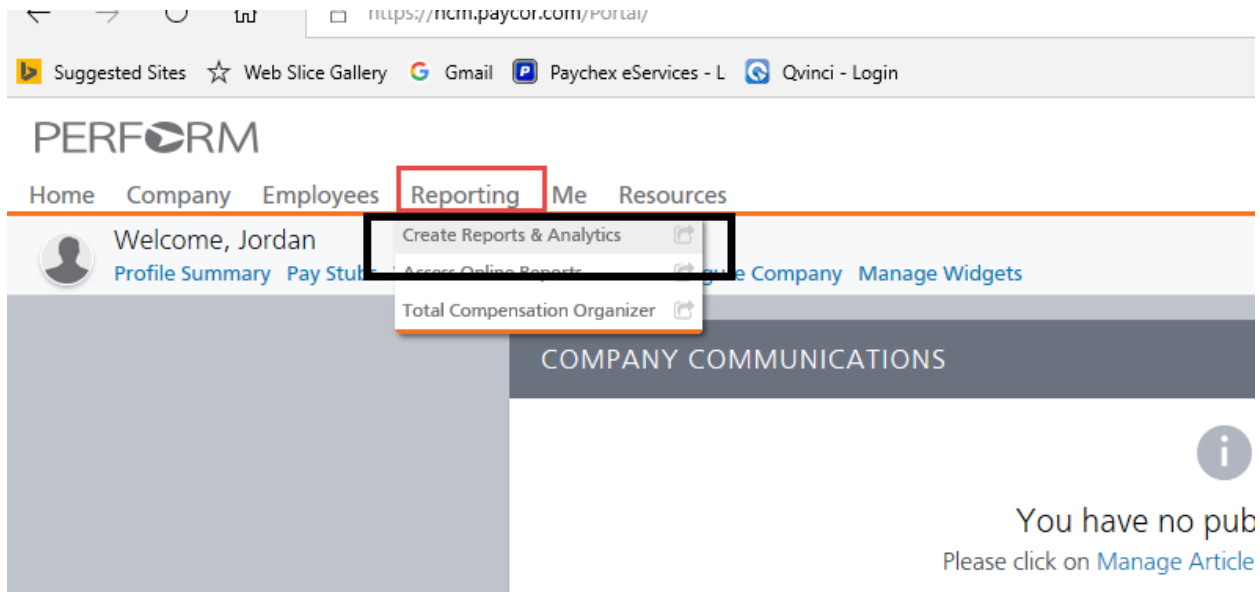 https://hcm.paycor.com/Portal/
Suggested Sites Web Slice Gallery G Gmail P Paychex eServices - L Qvinci - Login
PERFORM
Home Company Employees Reporting Me Resources
Welcome, Jordan
Create Reports & Analytics
Profile Summary Pay Stubs Access Online Reports Company Manage Widgets
Total Compensation Organizer
COMPANY COMMUNICATIONS
i
You have no pub
Please click on Manage Article